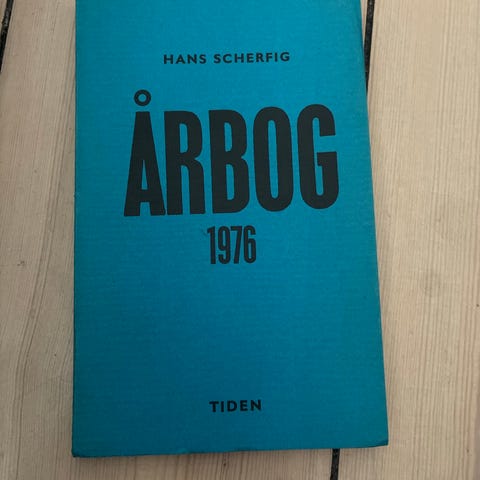 HANS SCHERFIG
ÅRBOG
1976
TIDEN